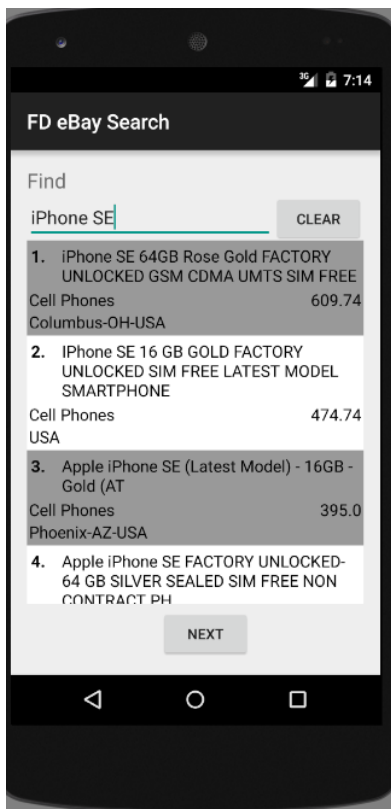 3G 7:14
FD eBay Search
Find
iPhone SE CLEAR
1. iPhone SE 64GB Rose Gold FACTORY
UNLOCKED GSM CDMA UMTS SIM FREE
Cell Phones 609.74
Columbus-OH-USA
2. IPhone SE 16 GB GOLD FACTORY
UNLOCKED SIM FREE LATEST MODEL
SMARTPHONE
Cell Phones 474.74
USA
3. Apple iPhone SE (Latest Model) - 16GB -
Gold (AT
Cell Phones 395.0
Phoenix-AZ-USA
4. Apple iPhone SE FACTORY UNLOCKED-
64 GB SILVER SEALED SIM FREE NON
CONTRACT PH
NEXT